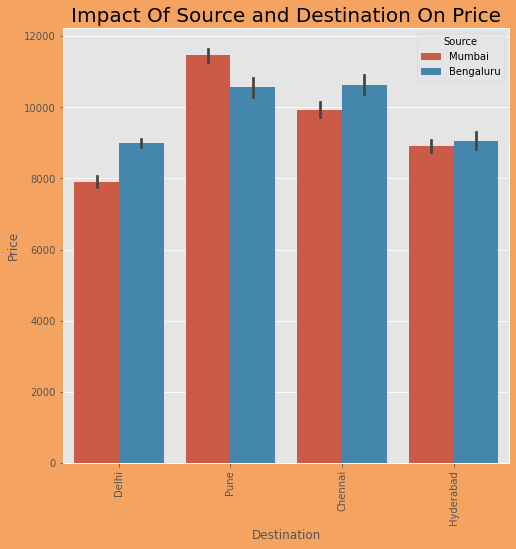 Impact Of Source and Destination On Price
Source
Mumbai
Bengaluru
12000
10000
8000
6000
4000
2000
0
Price
Delhi
Pune
Chennai
Hyderabad
Destination